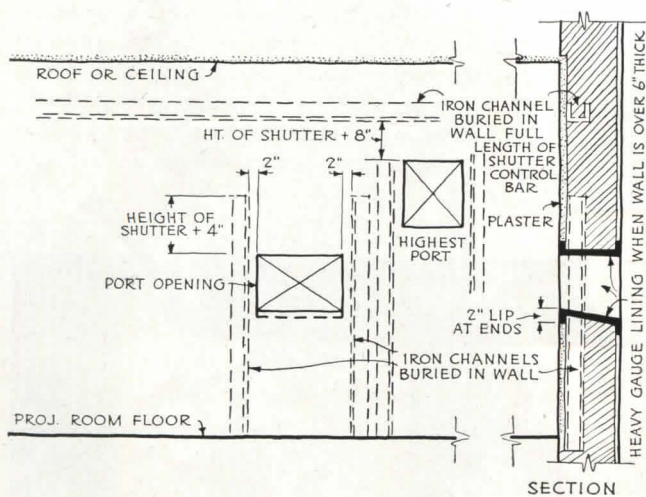 ROOF OR CEILING
IRON CHANNEL
BURIED IN
WALL FULL
LENGTH OF
SHUTTER
CONTROL
BAR
HT. OF SHUTTER + 8"
2"
2"
HEIGHT OF
SHUTTER + 4"
PLASTER
HIGHEST
PORT
PORT OPENING
2" LIP
AT ENDS
IRON CHANNELS
BURIED IN WALL
PROJ. ROOM FLOOR
HEAVY GAUGE LINING WHEN WALL IS OVER 6" THICK
SECTION